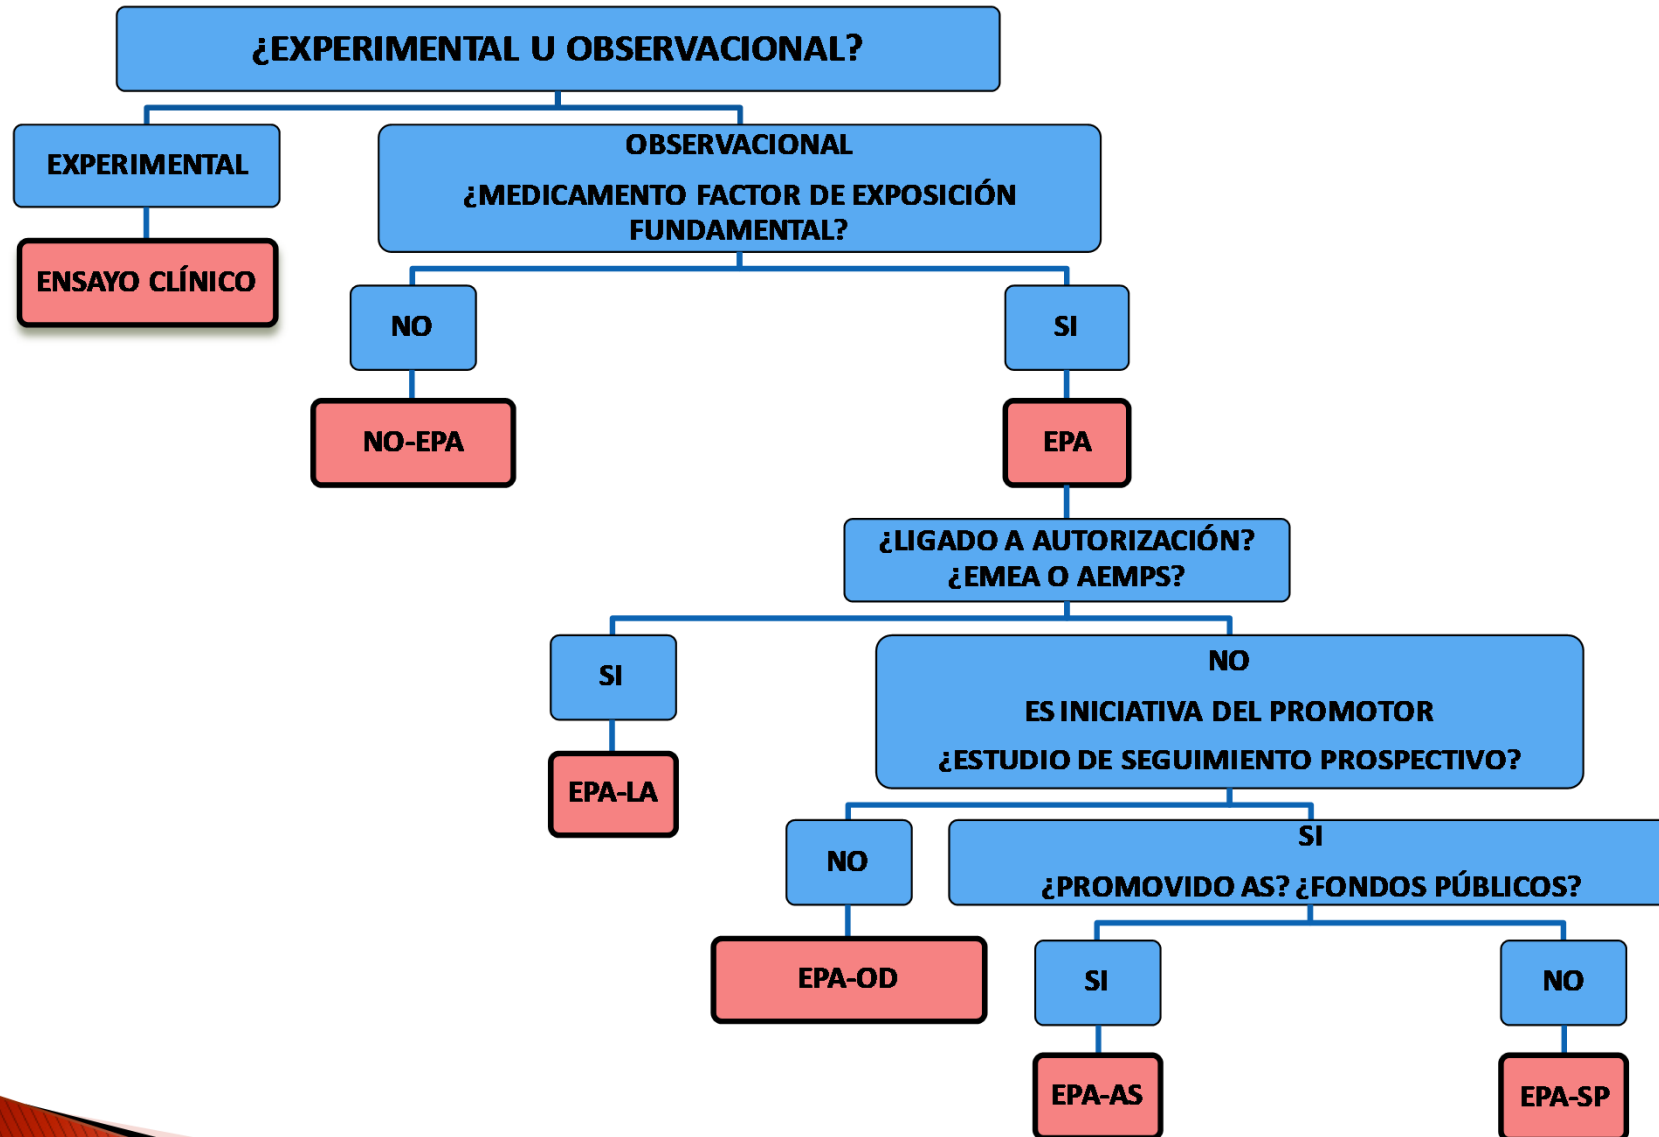 ¿EXPERIMENTAL U OBSERVACIONAL?
EXPERIMENTAL
OBSERVACIONAL
¿MEDICAMENTO FACTOR DE EXPOSICIÓN
FUNDAMENTAL?
ENSAYO CLÍNICO
NO
SI
NO-EPA
EPA
¿LIGADO A AUTORIZACIÓN?
¿EMEA O AEMPS?
SI
NO
ES INICIATIVA DEL PROMOTOR
¿ESTUDIO DE SEGUIMIENTO PROSPECTIVO?
EPA-LA
NO
SI
¿PROMOVIDO AS? ¿FONDOS PÚBLICOS?
EPA-OD
SI
NO
EPA-AS
EPA-SP